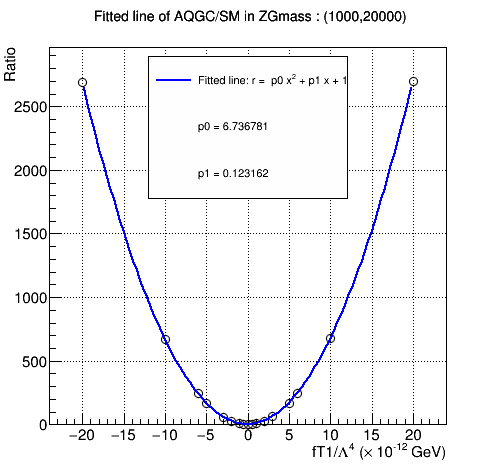 Fitted line of AQGC/SM in ZGmass : (1000,20000)
Ratio
Fitted line: r = p0 x² + p1 x + 1
p0 = 6.736781
p1 = 0.123162
2500
2000
1500
1000
500
0
−20 −15 −10 −5 0 5 10 15 20
fT1/Λ⁴ (× 10⁻¹² GeV)